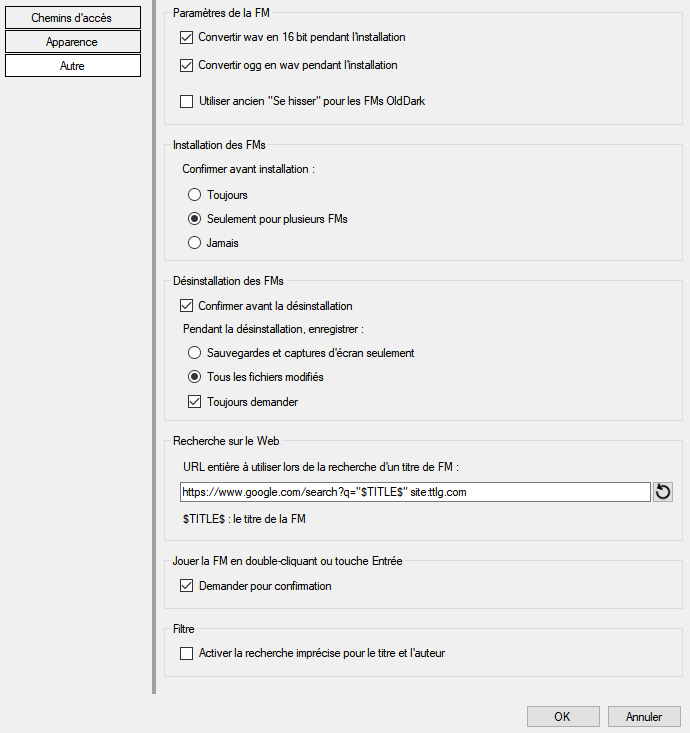 Chemins d'accès
Apparence
Autre
Paramètres de la FM
Convertir wav en 16 bit pendant l'installation
Convertir ogg en wav pendant l'installation
Utiliser ancien "Se hisser" pour les FMs OldDark
Installation des FMs
Confirmer avant installation :
Toujours
Seulement pour plusieurs FMs
Jamais
Désinstallation des FMs
Confirmer avant la désinstallation
Pendant la désinstallation, enregistrer :
Sauvegardes et captures d'écran seulement
Tous les fichiers modifiés
Toujours demander
Recherche sur le Web
URL entière à utiliser lors de la recherche d'un titre de FM :
https://www.google.com/search?q="$TITLE$" site:ttlg.com
$TITLE$ : le titre de la FM
Jouer la FM en double-cliquant ou touche Entrée
Demander pour confirmation
Filtre
Activer la recherche imprécise pour le titre et l'auteur
OK
Annuler